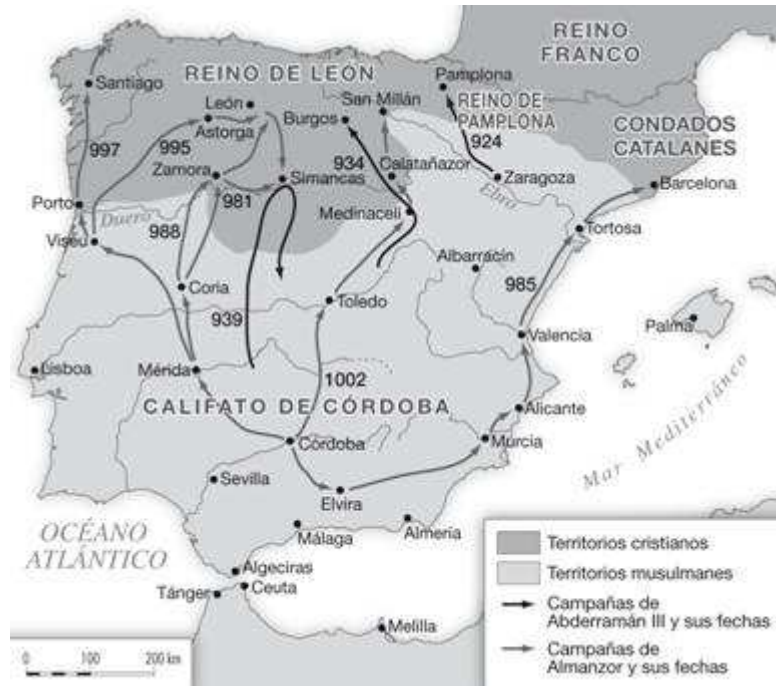 REINO
FRANCO
Santiago
REINO DE LEÓN
Pamplona
León
San Millán
REINO DE
PAMPLONA
Burgos
Astorga
CONDADOS
CATALANES
997
995
934
924
Zamora
Simancas
Calatañazor
Zaragoza
Barcelona
Porto
981
Ebro
Duero
Medinaceli
Tortosa
Viseu
988
Albarracín
985
Coria
Toledo
939
Valencia
Palma
Lisboa
Mérida
1002
CALIFATO DE CÓRDOBA
Alicante
Mar Mediterráneo
Córdoba
Murcia
Sevilla
Elvira
OCÉANO
ATLÁNTICO
Málaga
Almería
Algeciras
Tánger
Ceuta
Melilla
Territorios cristianos
Territorios musulmanes
Campañas de
Abderramán III y sus fechas
Campañas de
Almanzor y sus fechas
0 100 200 km